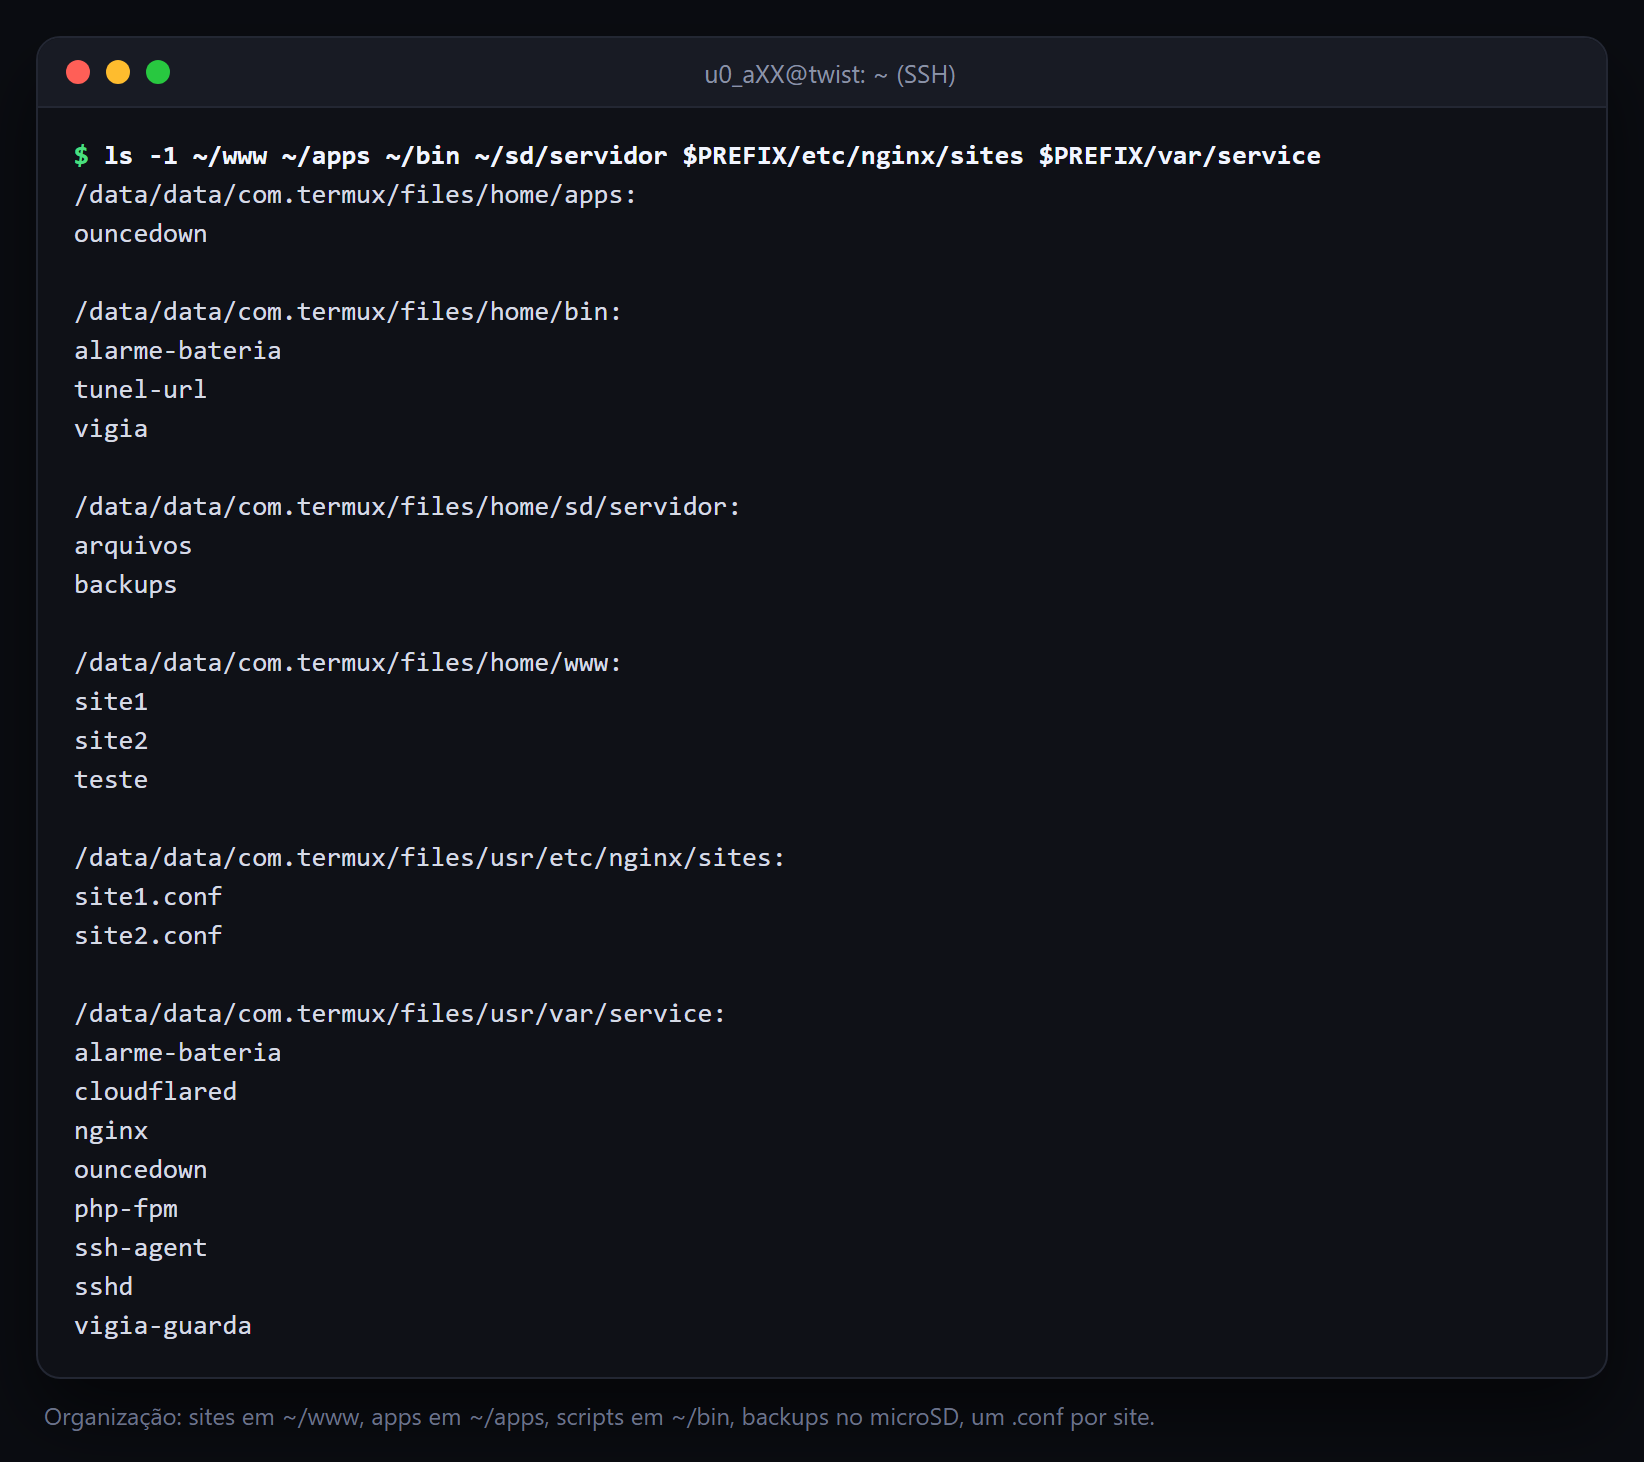 u0_aXX@twist: ~ (SSH)
$ ls -1 ~/www ~/apps ~/bin ~/sd/servidor $PREFIX/etc/nginx/sites $PREFIX/var/service
/data/data/com.termux/files/home/apps:
ouncedown
/data/data/com.termux/files/home/bin:
alarme-bateria
tunel-url
vigia
/data/data/com.termux/files/home/sd/servidor:
arquivos
backups
/data/data/com.termux/files/home/www:
site1
site2
teste
/data/data/com.termux/files/usr/etc/nginx/sites:
site1.conf
site2.conf
/data/data/com.termux/files/usr/var/service:
alarme-bateria
cloudflared
nginx
ouncedown
php-fpm
ssh-agent
sshd
vigia-guarda
Organização: sites em ~/www, apps em ~/apps, scripts em ~/bin, backups no microSD, um .conf por site.